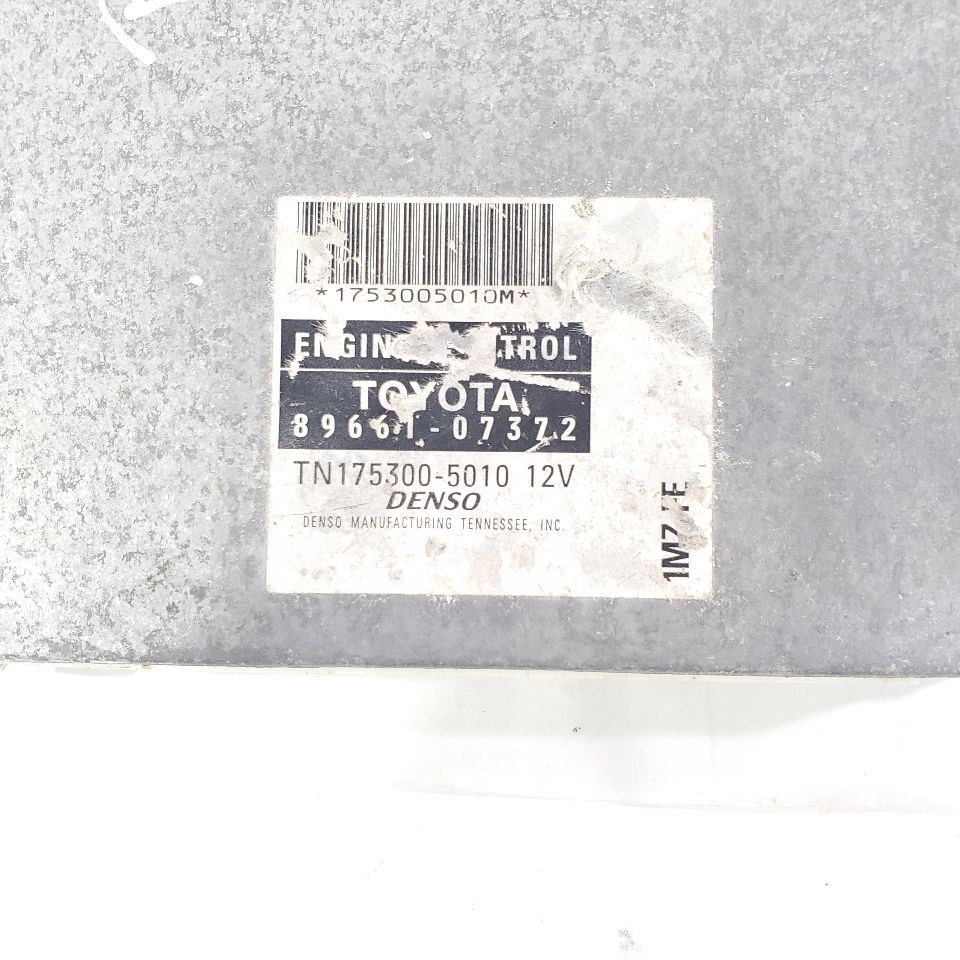 *1753005010M*
TOYOTA
89661-07372
TN175300-5010 12V
DENSO
DENSO MANUFACTURING TENNESSEE, INC.